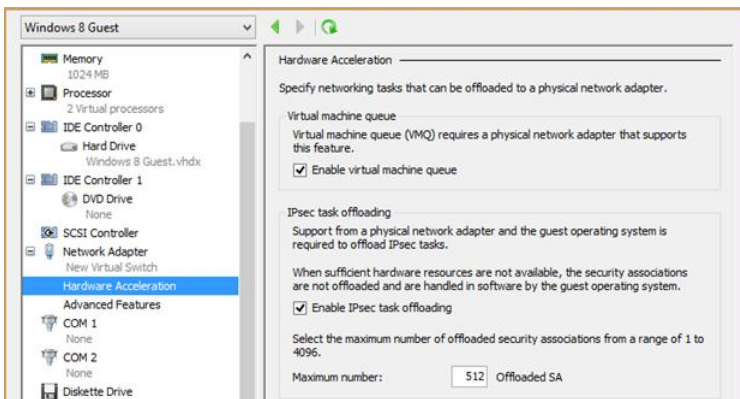 Windows 8 Guest
Memory
1024 MB
Processor
2 Virtual processors
IDE Controller 0
Hard Drive
Windows 8 Guest.vhdx
IDE Controller 1
DVD Drive
None
SCSI Controller
Network Adapter
New Virtual Switch
Hardware Acceleration
Advanced Features
COM 1
None
COM 2
None
Diskette Drive
Hardware Acceleration
Specify networking tasks that can be offloaded to a physical network adapter.
Virtual machine queue
Virtual machine queue (VMQ) requires a physical network adapter that supports
this feature.
Enable virtual machine queue
IPsec task offloading
Support from a physical network adapter and the guest operating system is
required to offload IPsec tasks.
When sufficient hardware resources are not available, the security associations
are not offloaded and are handled in software by the guest operating system.
Enable IPsec task offloading
Select the maximum number of offloaded security associations from a range of 1 to
4096.
Maximum number: 512 Offloaded SA